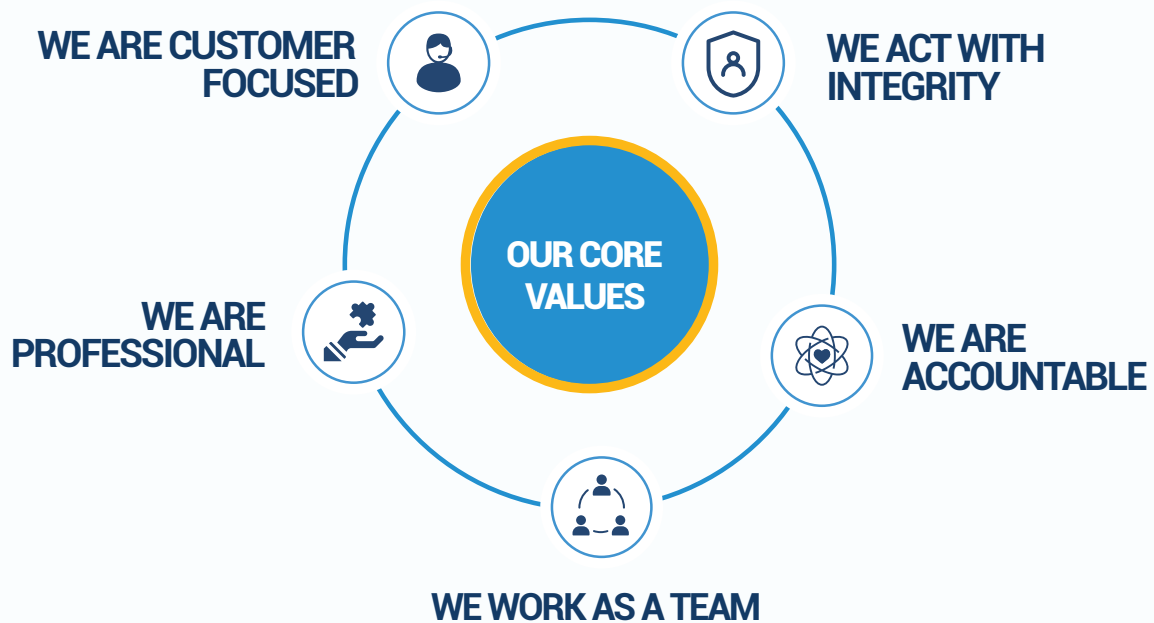 WE ARE CUSTOMER
FOCUSED
WE ACT WITH
INTEGRITY
OUR CORE
VALUES
WE ARE
PROFESSIONAL
WE ARE
ACCOUNTABLE
WE WORK AS A TEAM